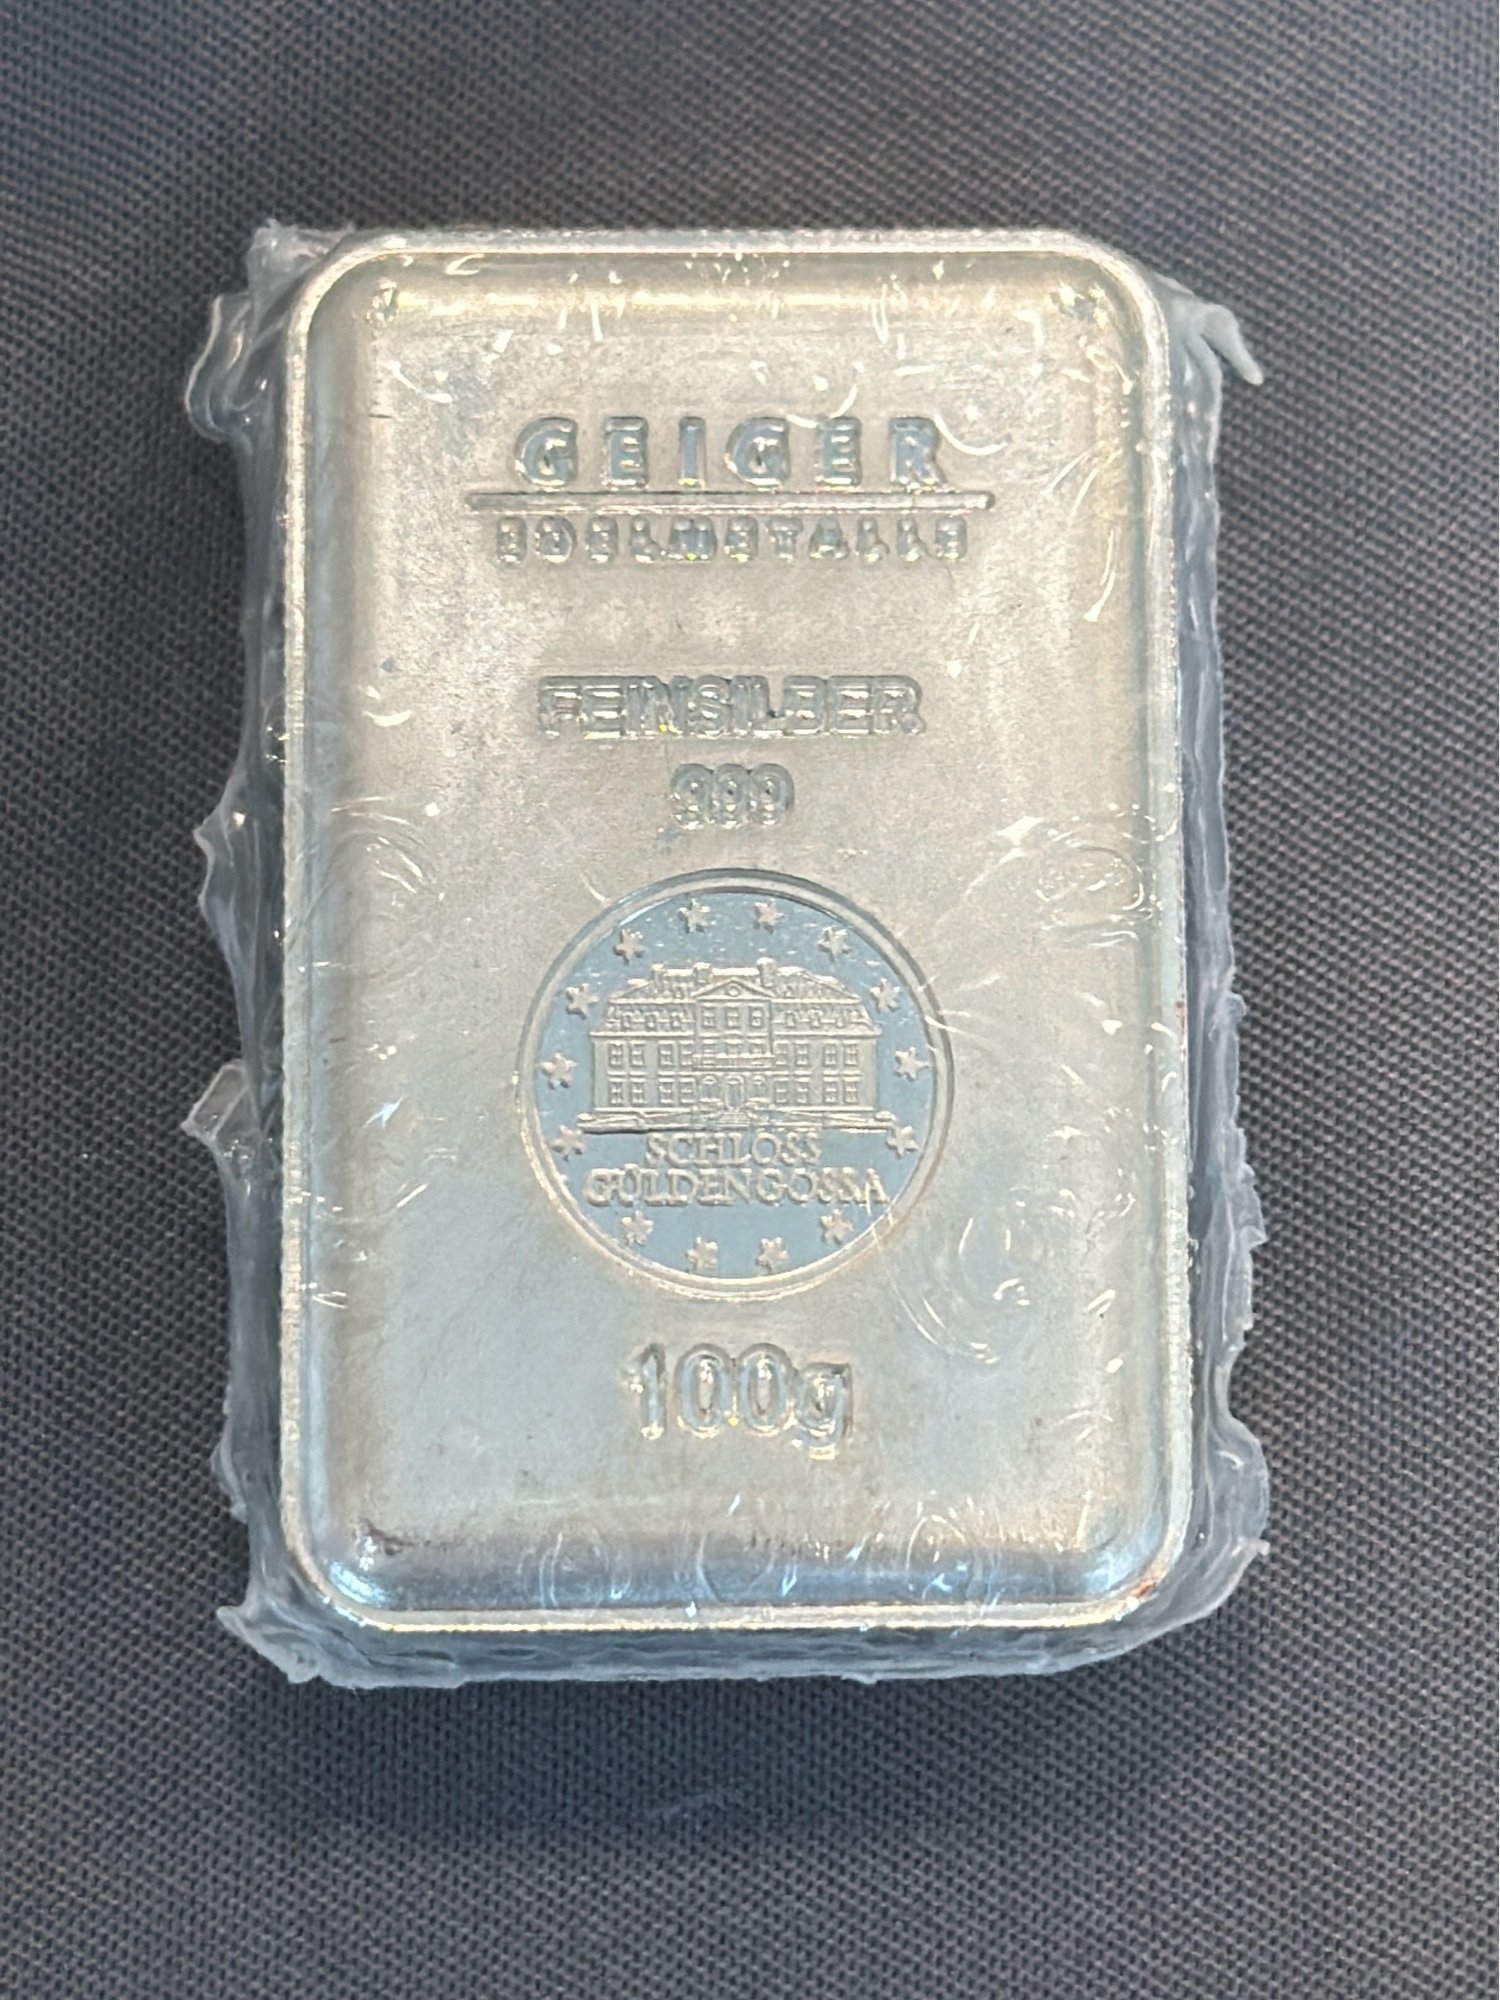 GEIGER
EDELMETALLE
FEINSILBER
999
SCHLOSS
GÜLDENGOSSA
100g